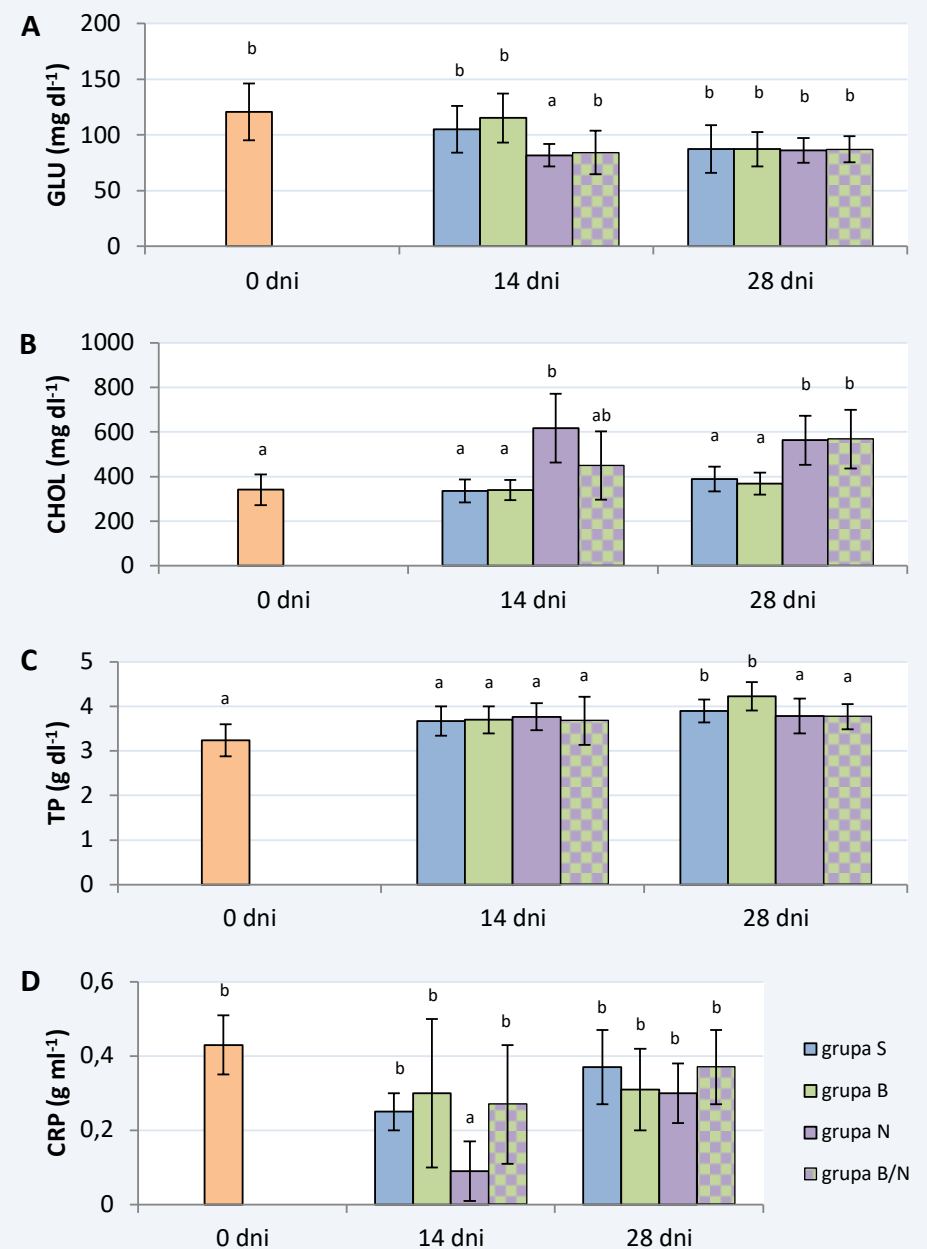 A
GLU (mg dl-1)
200
150
100
50
0
b
b
b
a
b
b
b
b
b
0 dni
14 dni
28 dni
B
CHOL (mg dl-1)
1000
800
600
400
200
0
a
a
a
b
ab
a
a
b
b
0 dni
14 dni
28 dni
C
TP (g dl-1)
5
4
3
2
1
0
a
a
a
a
a
b
b
a
a
0 dni
14 dni
28 dni
D
CRP (g ml-1)
0,6
0,4
0,2
0
b
b
b
a
b
b
b
b
b
0 dni
14 dni
28 dni
grupa S
grupa B
grupa N
grupa B/N